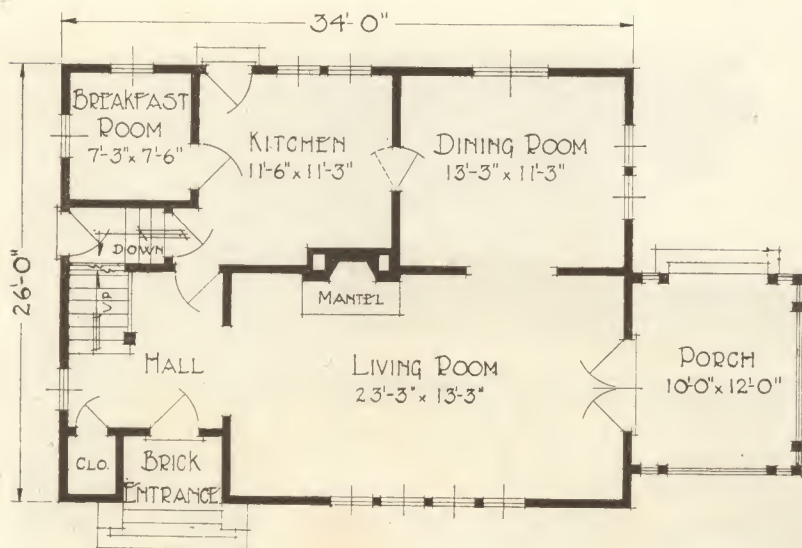 34'-0"
BREAKFAST
ROOM
7'-3" x 7'-6"
KITCHEN
11'-6" x 11'-3"
DINING ROOM
13'-3" x 11'-3"
DOWN
26'-0"
UP
MANTEL
HALL
LIVING ROOM
23'-3" x 13'-3"
PORCH
10'-0" x 12'-0"
CLO.
BRICK
ENTRANCE